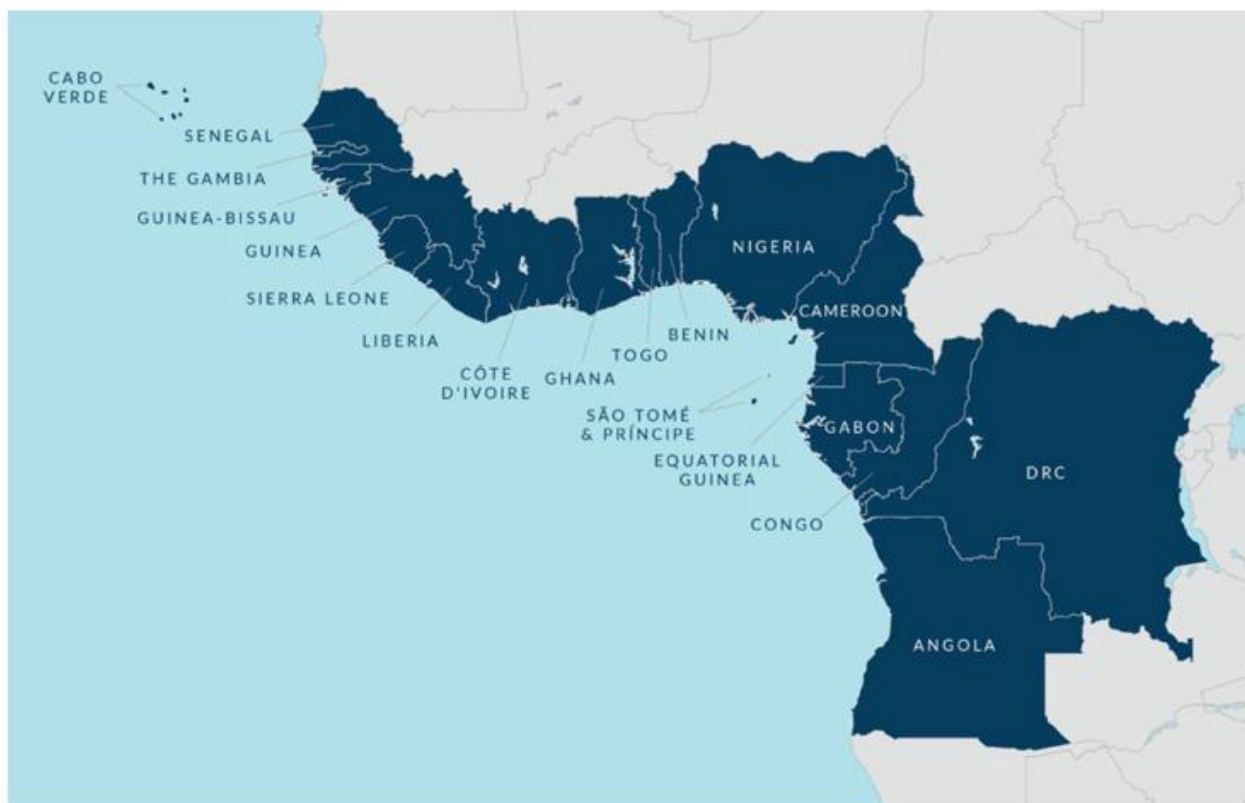 CABO
VERDE
SENEGAL
THE GAMBIA
GUINEA-BISSAU
GUINEA
SIERRA LEONE
LIBERIA
CÔTE
D'IVOIRE
GHANA
TOGO
BENIN
NIGERIA
CAMEROON
SÃO TOMÉ
& PRÍNCIPE
EQUATORIAL
GUINEA
GABON
CONGO
DRC
ANGOLA